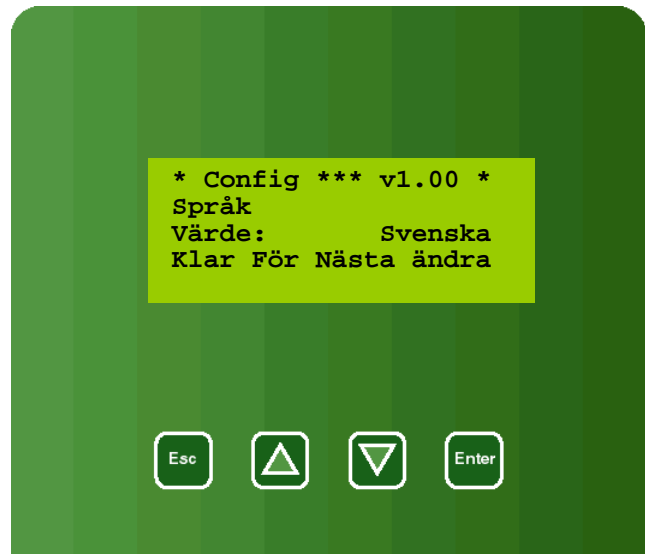 * Config *** v1.00 *
Språk
Värde: Svenska
Klar För Nästa ändra
Esc Enter